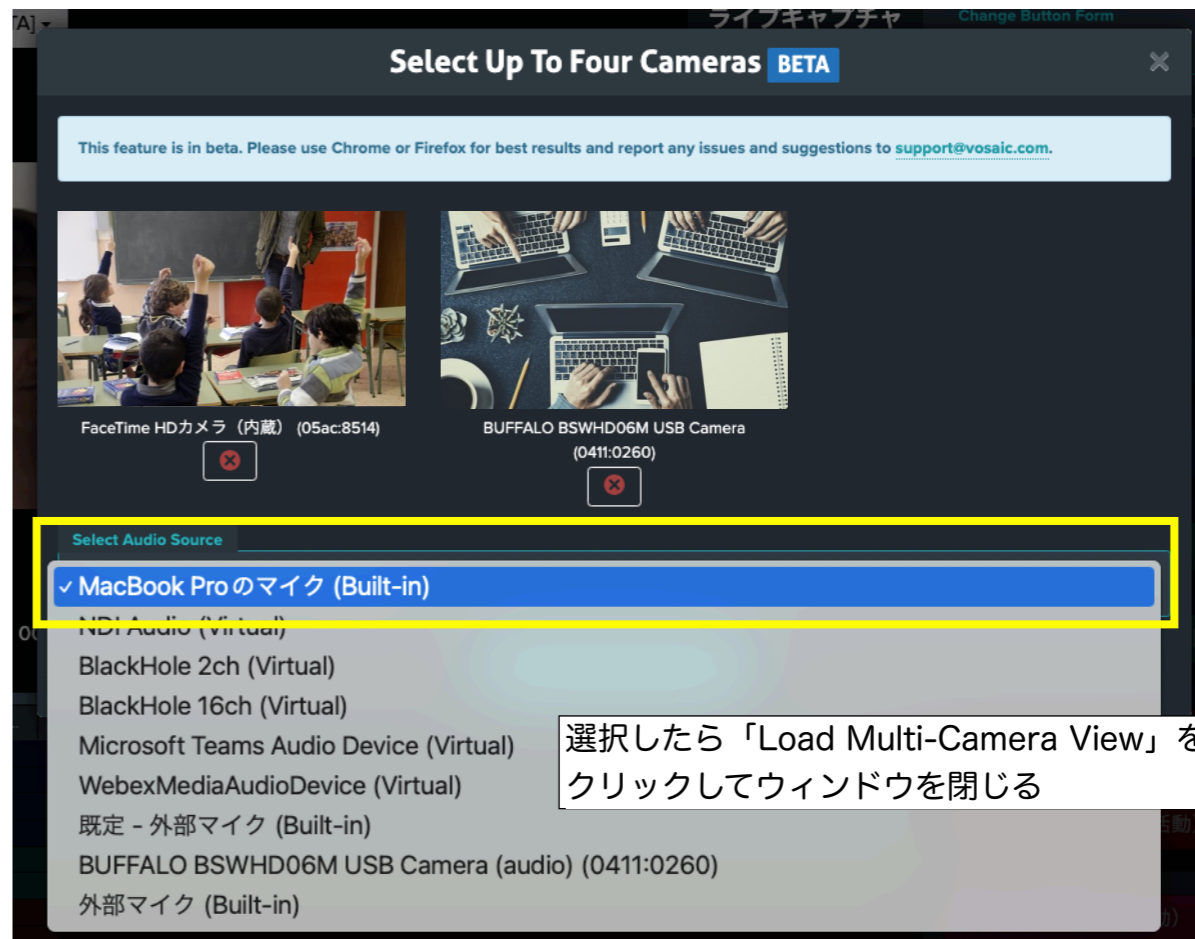 TA]
ライブキャプチャ
Change Button Form
Select Up To Four Cameras BETA
This feature is in beta. Please use Chrome or Firefox for best results and report any issues and suggestions to support@vosaic.com.
FaceTime HDカメラ（内蔵） (05ac:8514)
BUFFALO BSWHD06M USB Camera
(0411:0260)
Select Audio Source
✓ MacBook Proのマイク (Built-in)
NDI Audio (Virtual)
BlackHole 2ch (Virtual)
BlackHole 16ch (Virtual)
Microsoft Teams Audio Device (Virtual)
WebexMediaAudioDevice (Virtual)
既定 - 外部マイク (Built-in)
BUFFALO BSWHD06M USB Camera (audio) (0411:0260)
外部マイク (Built-in)
選択したら「Load Multi-Camera View」を
クリックしてウィンドウを閉じる